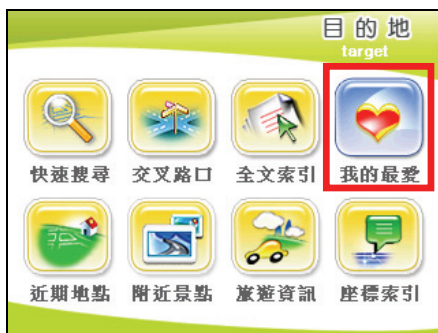 目的地
target
快速搜尋 交叉路口 全文索引 我的最愛
近期地點 附近景點 旅遊資訊 座標索引